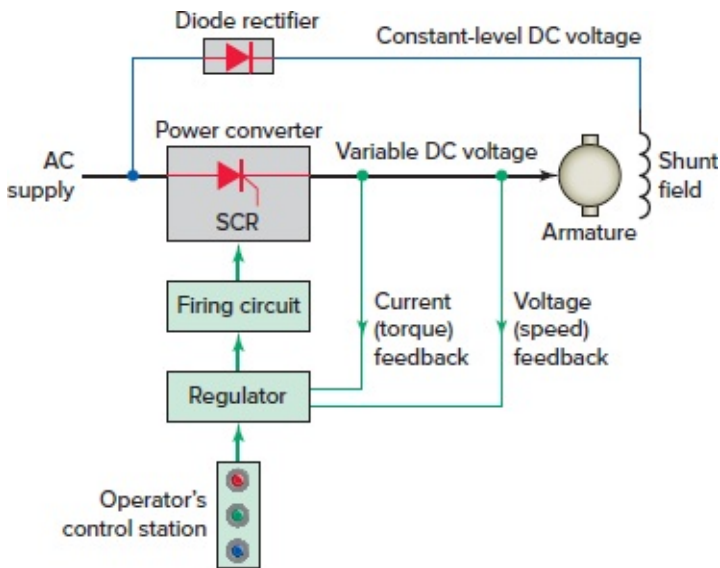 Diode rectifier
Constant-level DC voltage
Power converter
AC
supply
Variable DC voltage
Shunt
field
SCR
Armature
Firing circuit
Current
(torque)
feedback
Voltage
(speed)
feedback
Regulator
Operator's
control station